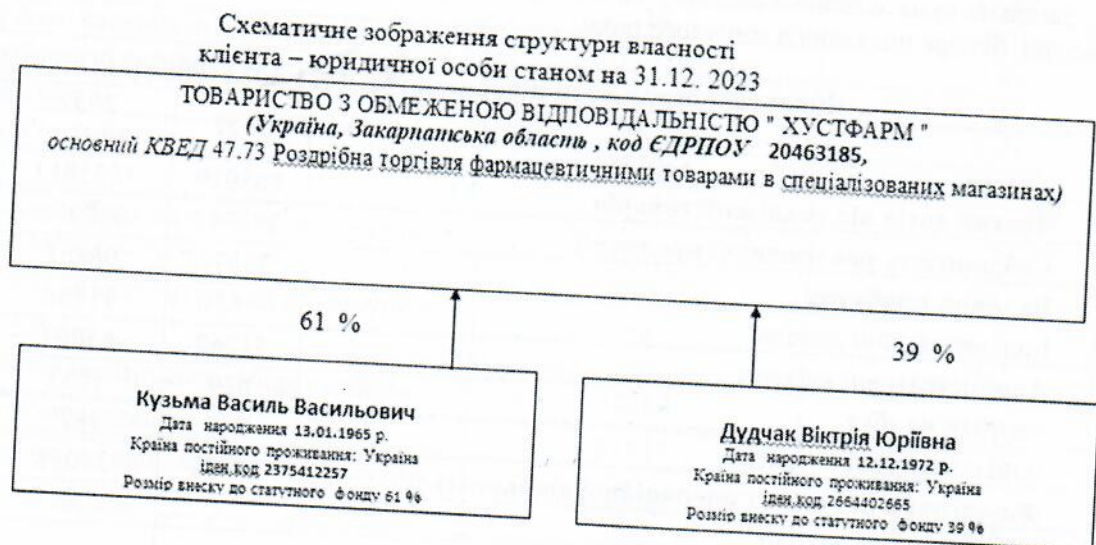 Схематичне зображення структури власності
клієнта – юридичної особи станом на 31.12. 2023
ТОВАРИСТВО З ОБМЕЖЕНОЮ ВІДПОВІДАЛЬНІСТЮ " ХУСТФАРМ "
(Україна, Закарпатська область , код ЄДРПОУ 20463185,
основний КВЕД 47.73 Роздрібна торгівля фармацевтичними товарами в спеціалізованих магазинах)
61 %
39 %
Кузьма Василь Васильович
Дата народження 13.01.1965 р.
Країна постійного проживання: Україна
іден.код 2375412257
Розмір внеску до статутного фонду 61 %
Дудчак Віктрія Юріївна
Дата народження 12.12.1972 р.
Країна постійного проживання: Україна
іден.код 2664402665
Розмір внеску до статутного фонду 39 %